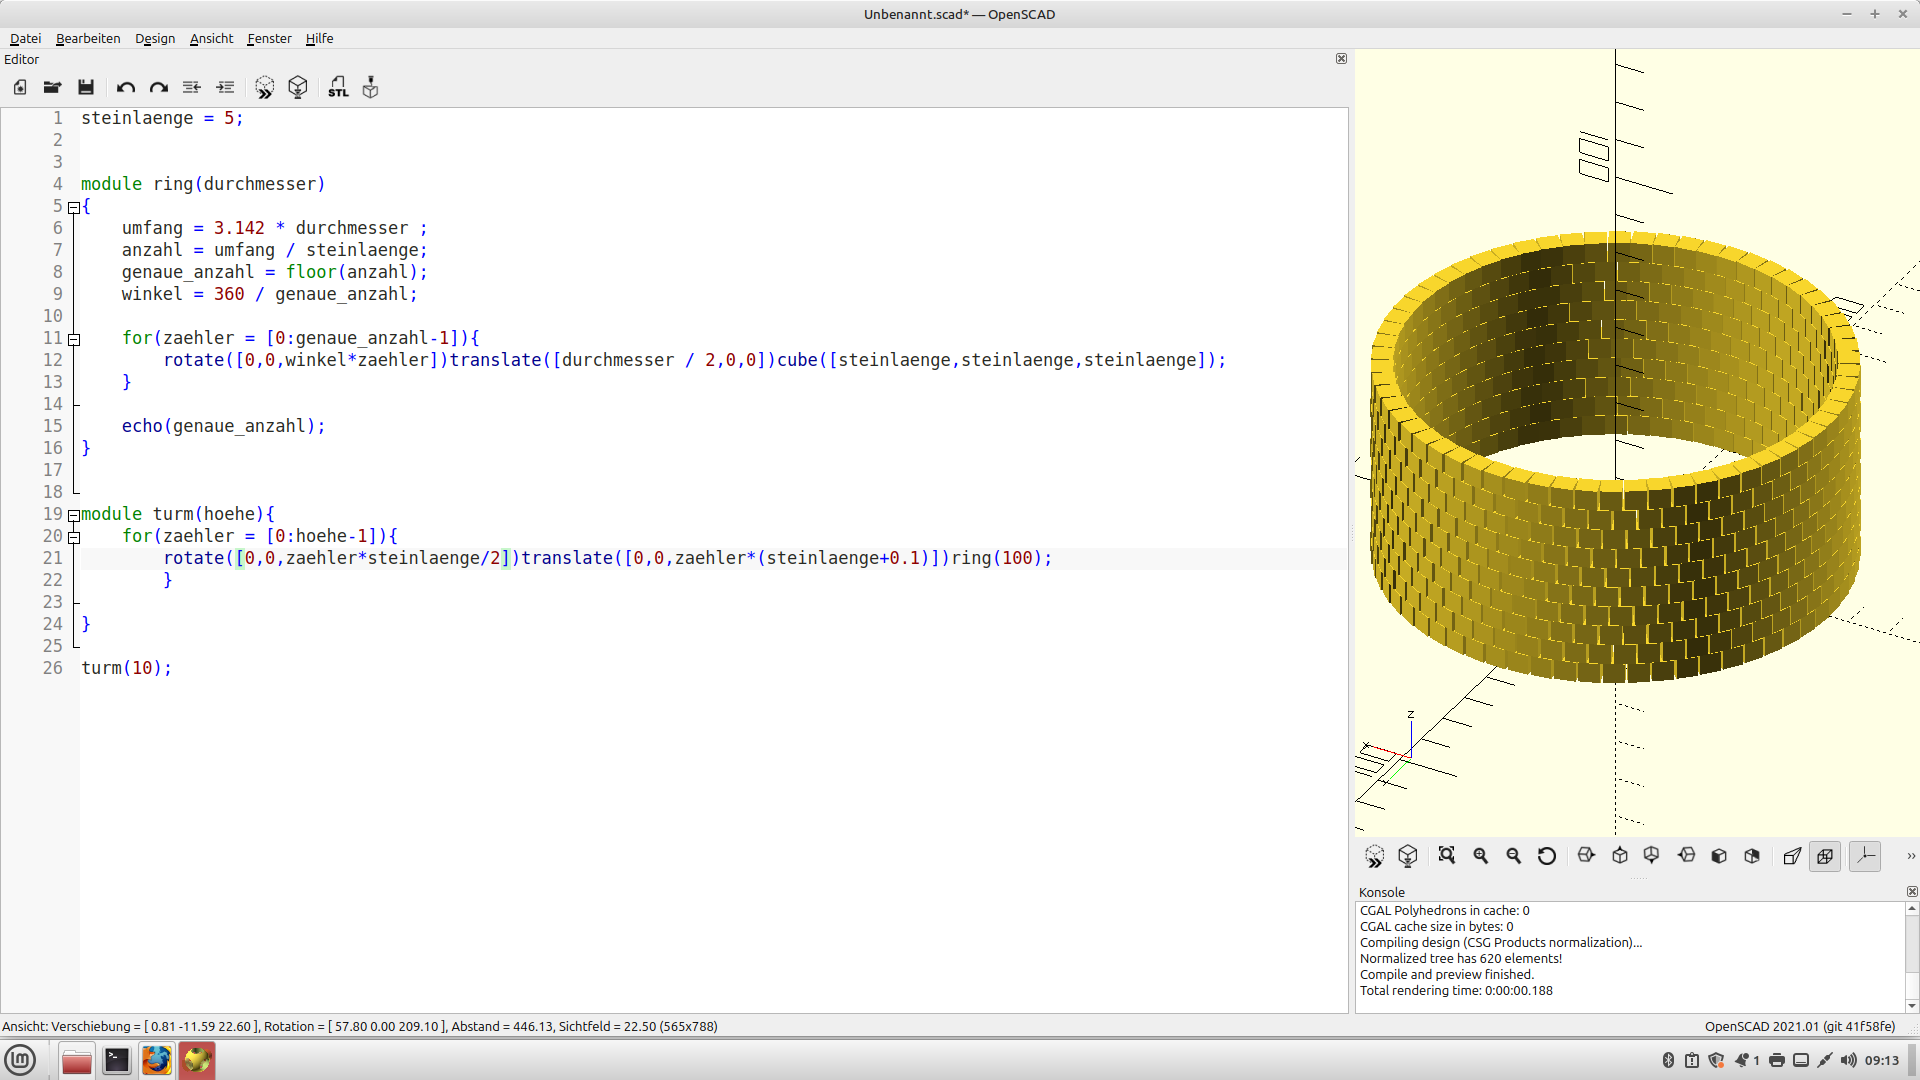 Unbenannt.scad* — OpenSCAD
Datei Bearbeiten Design Ansicht Fenster Hilfe
Editor
STL
1 steinlaenge = 5;
2
3
4 module ring(durchmesser)
5 {
6 umfang = 3.142 * durchmesser ;
7 anzahl = umfang / steinlaenge;
8 genaue_anzahl = floor(anzahl);
9 winkel = 360 / genaue_anzahl;
10
11 for(zaehler = [0:genaue_anzahl-1]){
12 rotate([0,0,winkel*zaehler])translate([durchmesser / 2,0,0])cube([steinlaenge,steinlaenge,steinlaenge]);
13 }
14
15 echo(genaue_anzahl);
16 }
17
18
19 module turm(hoehe){
20 for(zaehler = [0:hoehe-1]){
21 rotate([0,0,zaehler*steinlaenge/2])translate([0,0,zaehler*(steinlaenge+0.1)])ring(100);
22 }
23
24 }
25
26 turm(10);
z
x
Konsole
CGAL Polyhedrons in cache: 0
CGAL cache size in bytes: 0
Compiling design (CSG Products normalization)...
Normalized tree has 620 elements!
Compile and preview finished.
Total rendering time: 0:00:00.188
Ansicht: Verschiebung = [ 0.81 -11.59 22.60 ], Rotation = [ 57.80 0.00 209.10 ], Abstand = 446.13, Sichtfeld = 22.50 (565x788)
OpenSCAD 2021.01 (git 41f58fe)
1
09:13